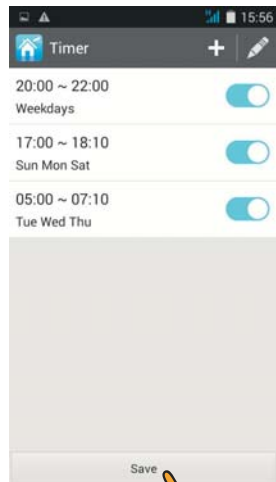 15:56
Timer
20:00 ~ 22:00
Weekdays
17:00 ~ 18:10
Sun Mon Sat
05:00 ~ 07:10
Tue Wed Thu
Save